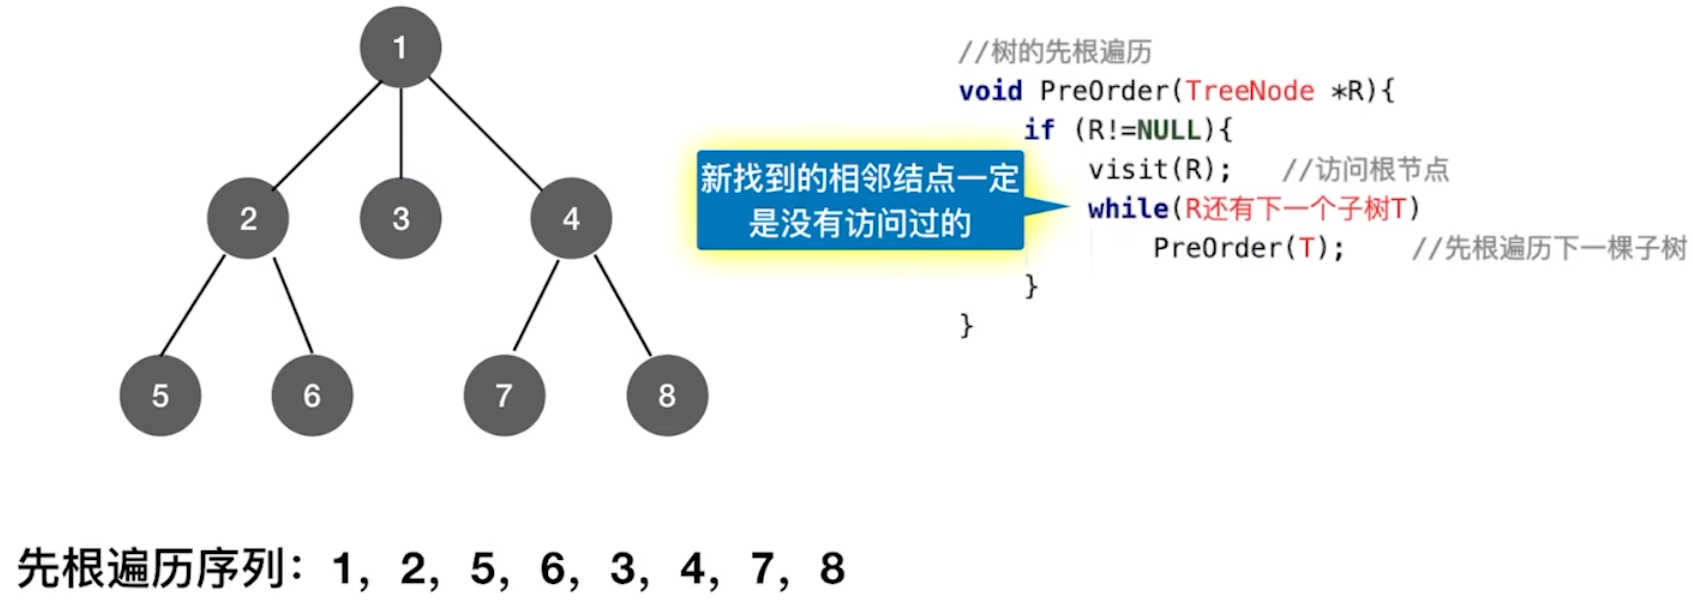 1
2
3
4
5
6
7
8
//树的先根遍历
void PreOrder(TreeNode *R){
if (R!=NULL){
visit(R); //访问根节点
while(R还有下一个子树T)
PreOrder(T); //先根遍历下一棵子树
}
}
新找到的相邻结点一定
是没有访问过的
先根遍历序列：1, 2, 5, 6, 3, 4, 7, 8